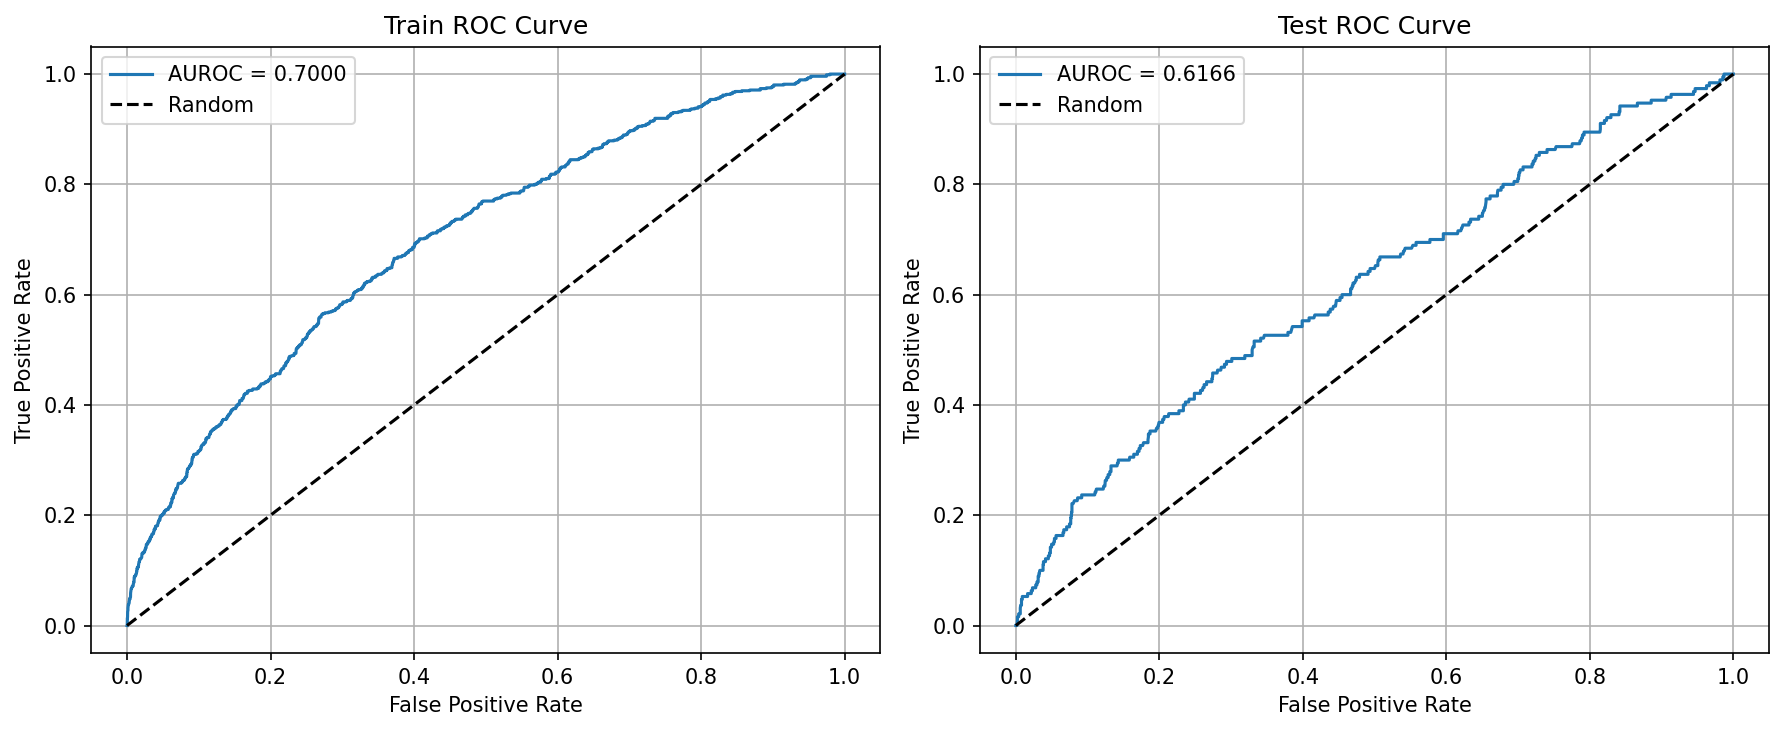 Train ROC Curve
AUROC = 0.7000
Random
1.0
0.8
0.6
0.4
0.2
0.0
True Positive Rate
0.0 0.2 0.4 0.6 0.8 1.0
False Positive Rate
Test ROC Curve
AUROC = 0.6166
Random
1.0
0.8
0.6
0.4
0.2
0.0
True Positive Rate
0.0 0.2 0.4 0.6 0.8 1.0
False Positive Rate